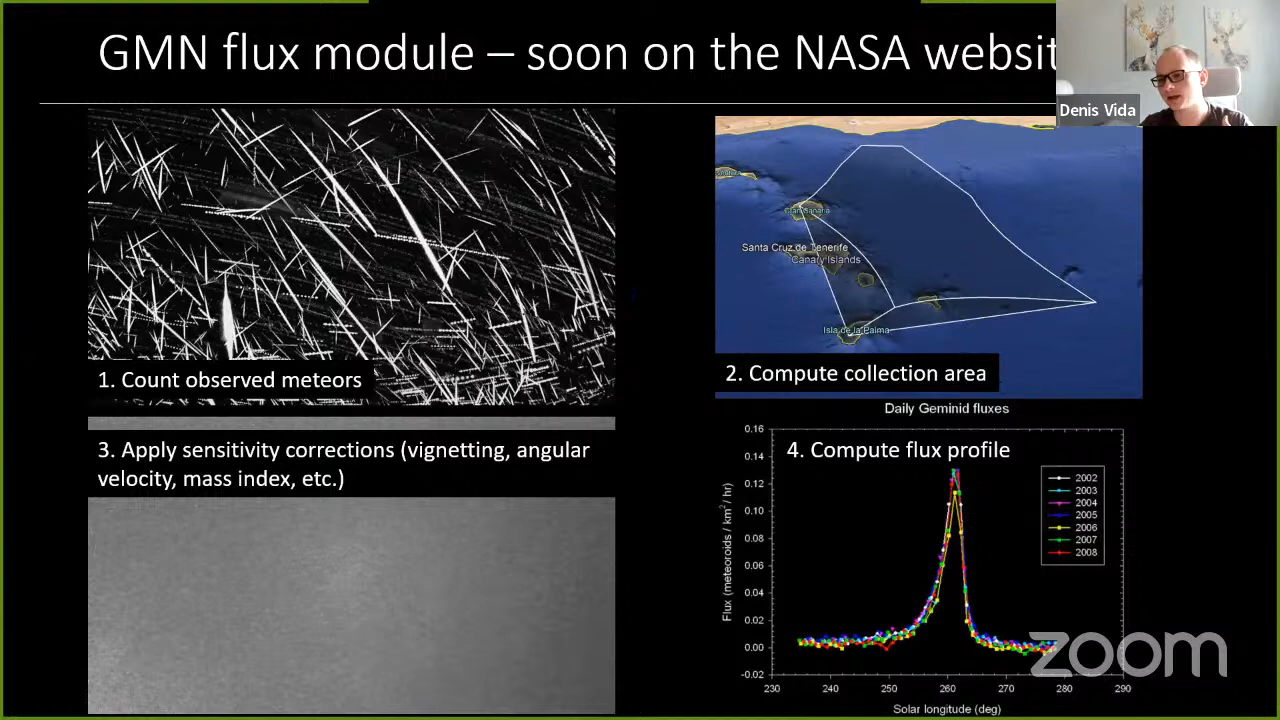 GMN flux module – soon on the NASA websit
Denis Vida
1. Count observed meteors
Gran Canaria
Santa Cruz de Tenerife
Canary Islands
Isla de la Palma
2. Compute collection area
3. Apply sensitivity corrections (vignetting, angular
velocity, mass index, etc.)
Daily Geminid fluxes
4. Compute flux profile
Flux (meteoroids / km² / hr)
0.16
0.14
0.12
0.10
0.08
0.06
0.04
0.02
0.00
-0.02
2002
2003
2004
2005
2006
2007
2008
230 240 250 260 270 280 290
Solar longitude (deg)
zoom